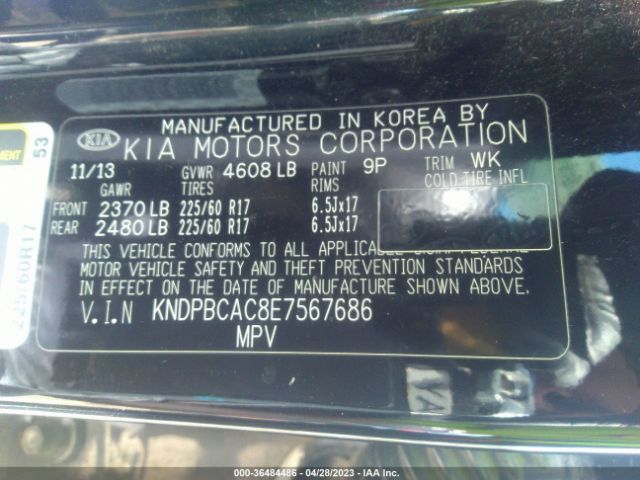 MANUFACTURED IN KOREA BY
KIA KIA MOTORS CORPORATION
11/13 GVWR 4608 LB PAINT 9P TRIM WK
GAWR TIRES RIMS COLD TIRE INFL
FRONT 2370 LB 225/60 R17 6.5Jx17
REAR 2480 LB 225/60 R17 6.5Jx17
THIS VEHICLE CONFORMS TO ALL APPLICABLE
MOTOR VEHICLE SAFETY AND THEFT PREVENTION STANDARDS
IN EFFECT ON THE DATE OF MANUFACTURE SHOWN ABOVE.
V.I.N KNDPBCAC8E7567686
MPV
53
225/60R17
000-36484486 - 04/28/2023 - IAA Inc.